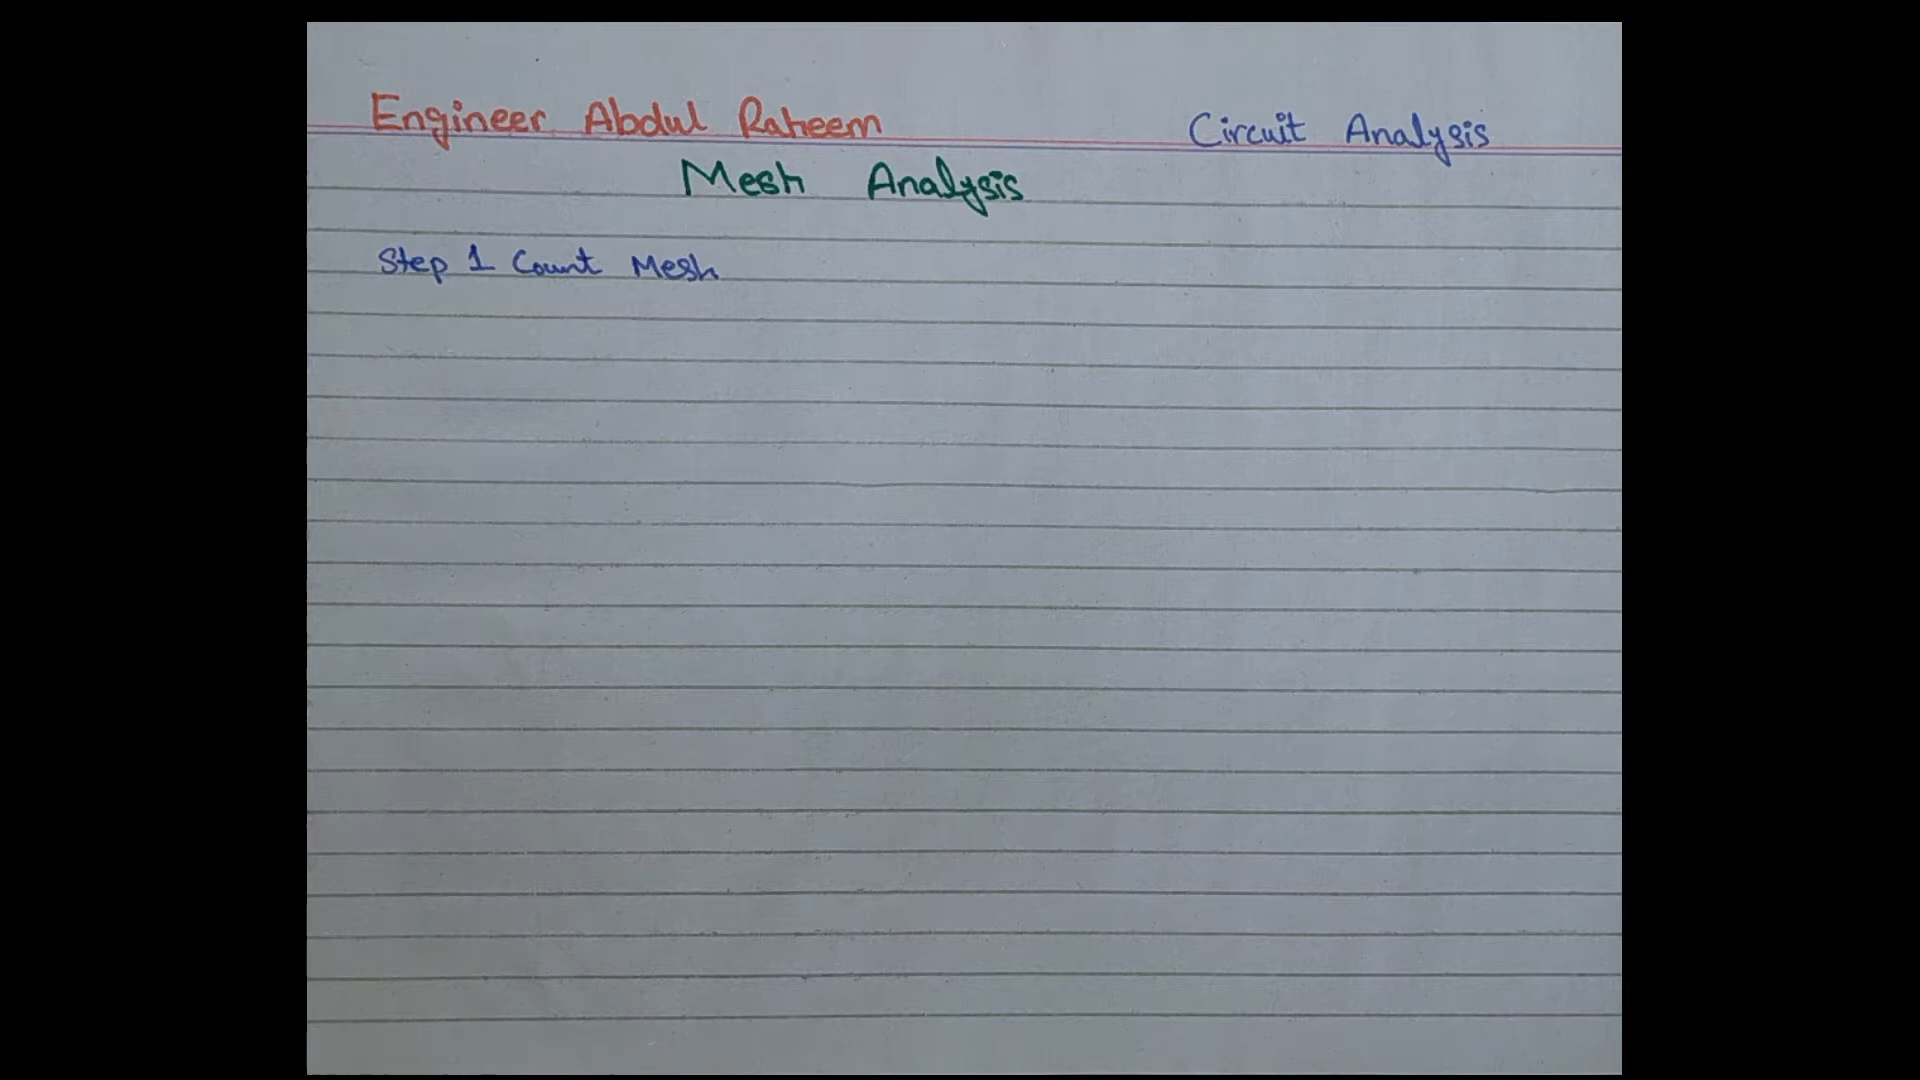 Engineer Abdul Raheem Circuit Analysis
Mesh Analysis
Step 1 Count Mesh